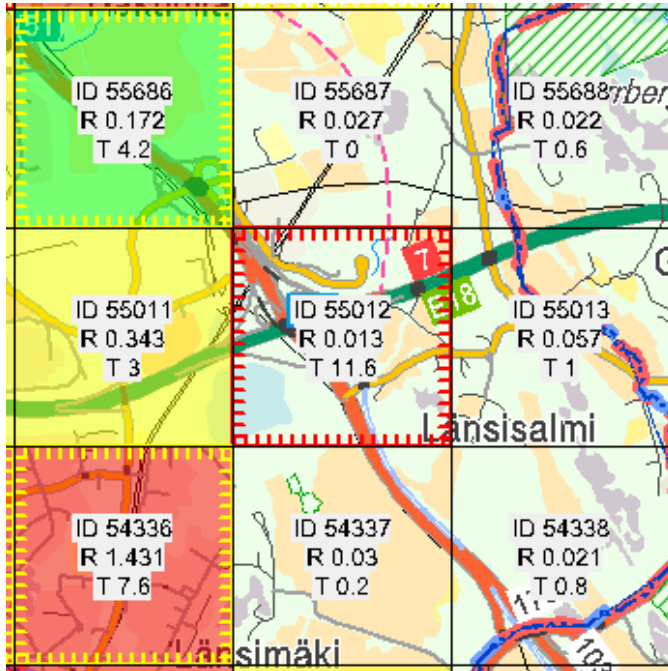 51
ID 55686
R 0.172
T 4.2
ID 55687
R 0.027
T 0
ID 55688
R 0.022
T 0.6
ID 55011
R 0.343
T 3
ID 55012
R 0.013
T 11.6
7
E18
ID 55013
R 0.057
T 1
Länsisalmi
ID 54336
R 1.431
T 7.6
ID 54337
R 0.03
T 0.2
ID 54338
R 0.021
T 0.8
Länsimäki